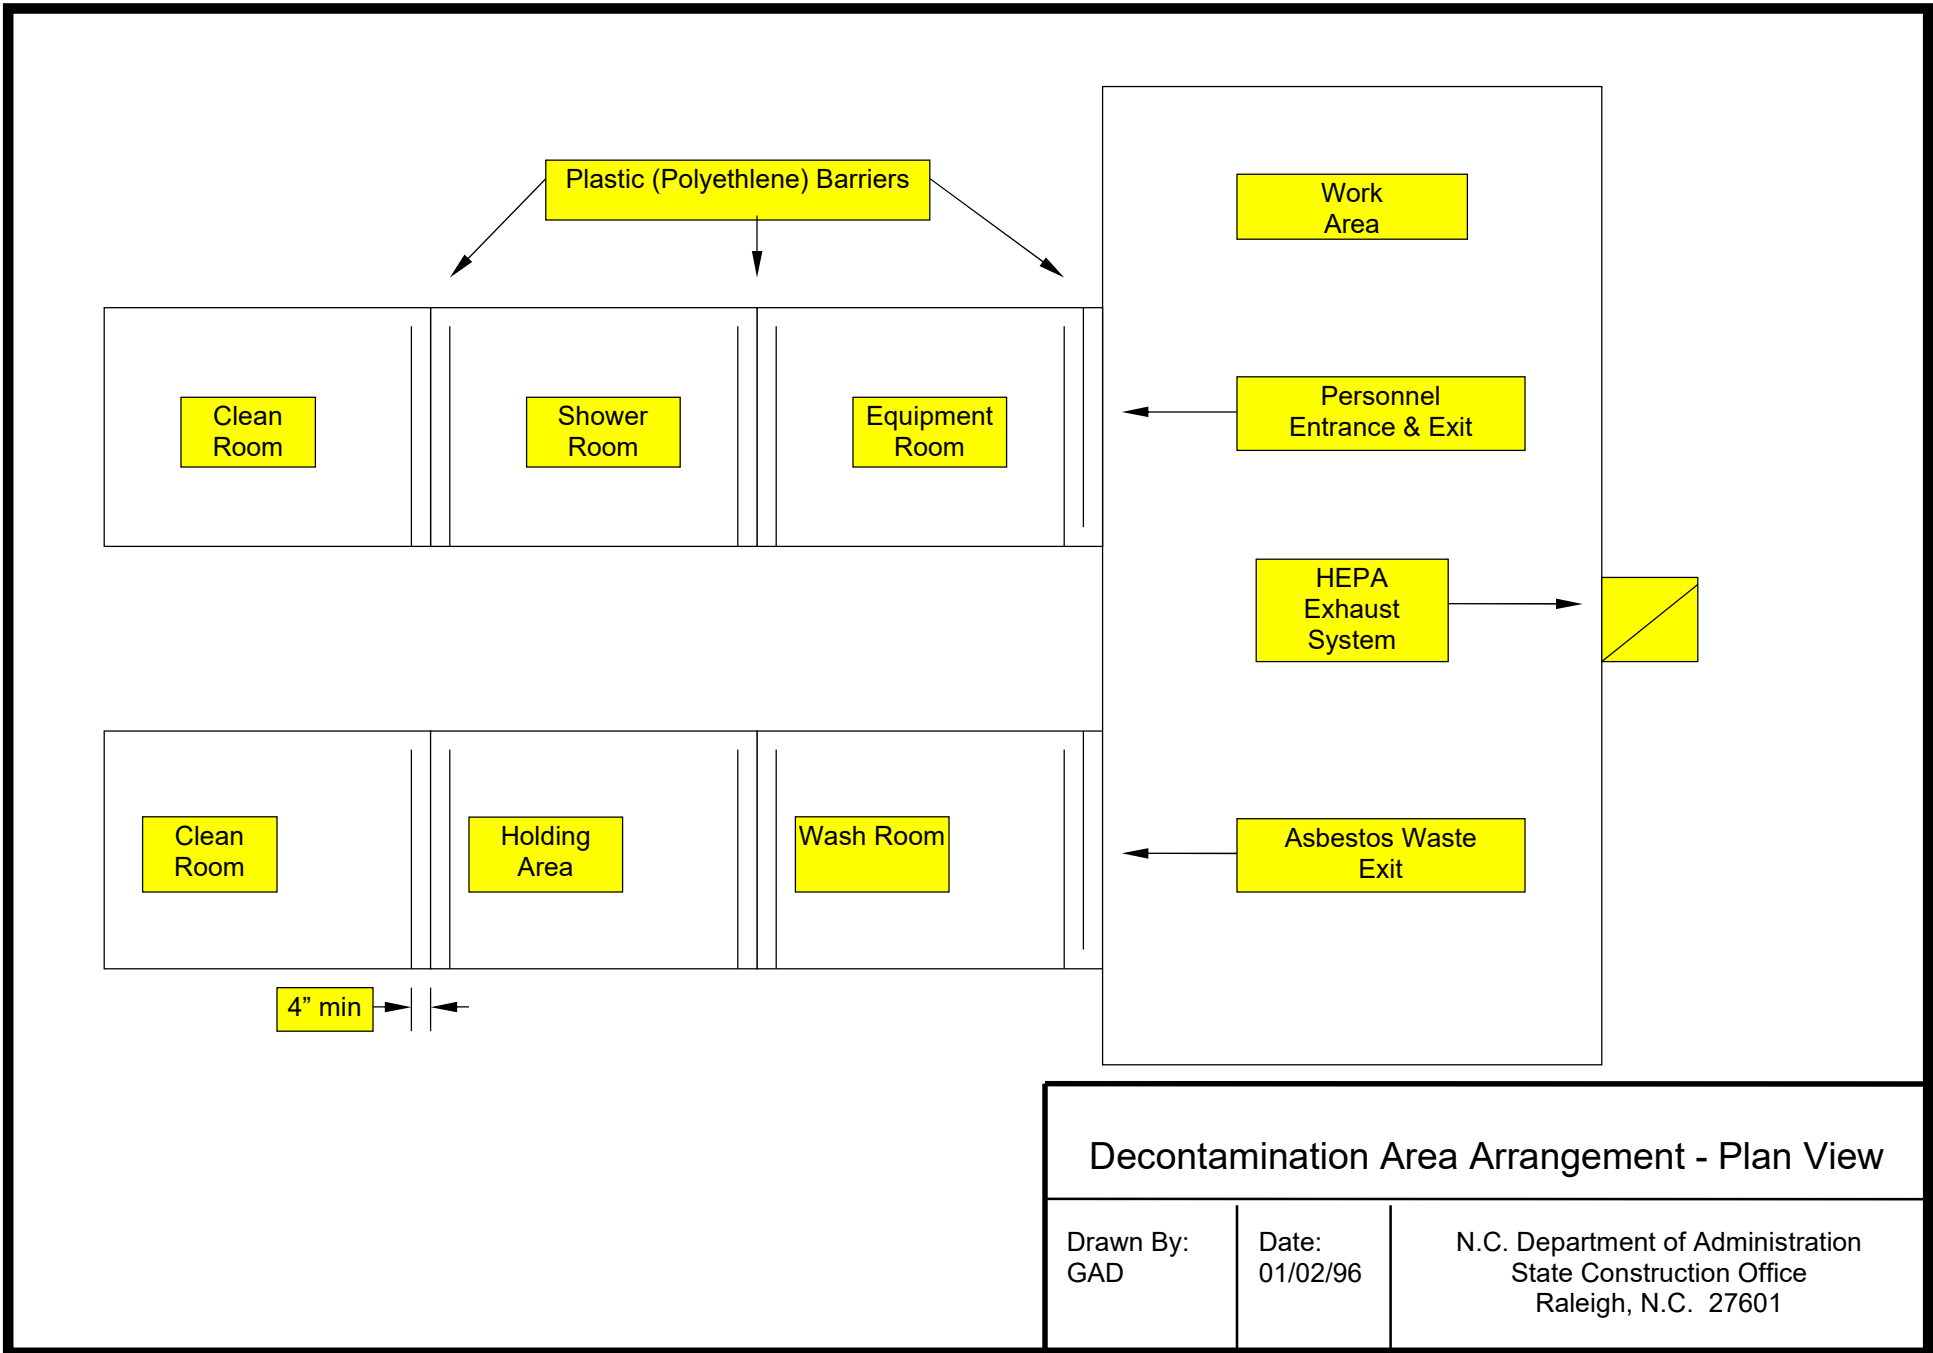 Plastic (Polyethlene) Barriers
Work
Area
Clean
Room
Shower
Room
Equipment
Room
Personnel
Entrance & Exit
HEPA
Exhaust
System
Clean
Room
Holding
Area
Wash Room
Asbestos Waste
Exit
4” min
Decontamination Area Arrangement - Plan View
Drawn By:
GAD
Date:
01/02/96
N.C. Department of Administration
State Construction Office
Raleigh, N.C.  27601